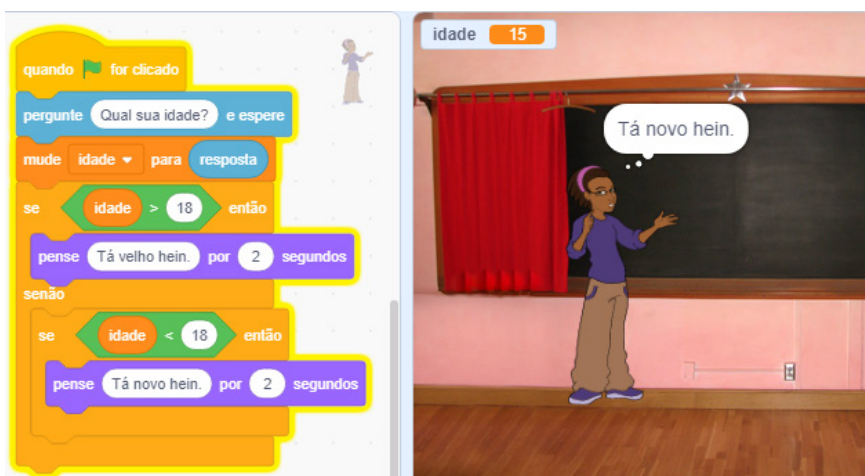 quando for clicado
pergunte Qual sua idade? e espere
mude idade para resposta
se idade > 18 então
pense Tá velho hein. por 2 segundos
senão
se idade < 18 então
pense Tá novo hein. por 2 segundos
idade 15
Tá novo hein.